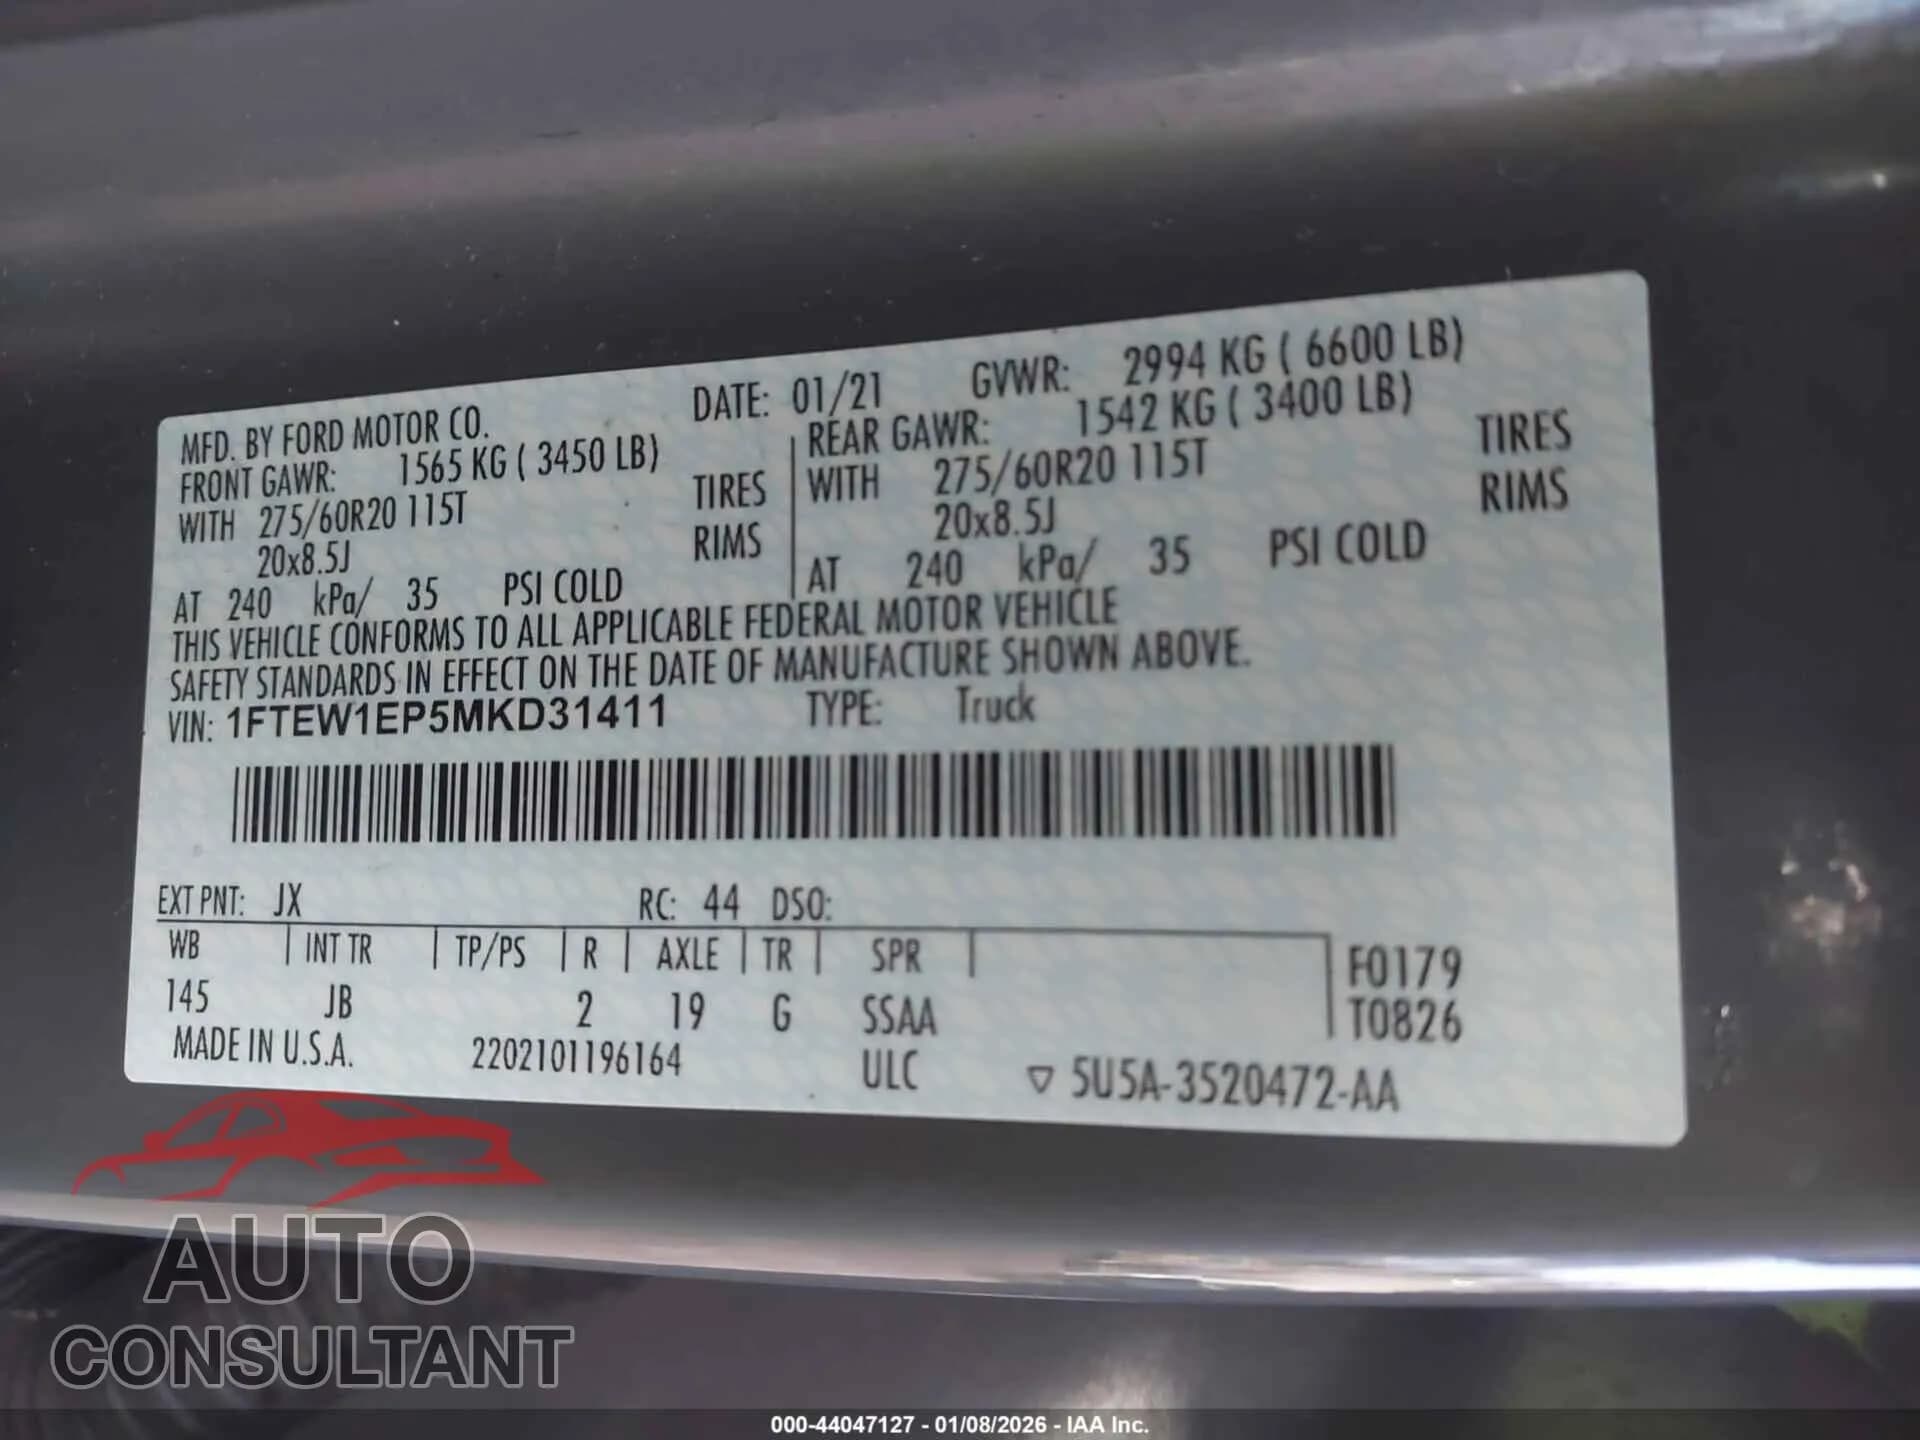 MFD. BY FORD MOTOR CO. DATE: 01/21 GVWR: 2994 KG ( 6600 LB)
FRONT GAWR: 1565 KG ( 3450 LB) REAR GAWR: 1542 KG ( 3400 LB)
WITH 275/60R20 115T TIRES WITH 275/60R20 115T TIRES
20x8.5J RIMS 20x8.5J RIMS
AT 240 kPa/ 35 PSI COLD AT 240 kPa/ 35 PSI COLD
THIS VEHICLE CONFORMS TO ALL APPLICABLE FEDERAL MOTOR VEHICLE
SAFETY STANDARDS IN EFFECT ON THE DATE OF MANUFACTURE SHOWN ABOVE.
VIN: 1FTEW1EP5MKD31411 TYPE: Truck
EXT PNT: JX RC: 44 DSO:
WB INT TR TP/PS R AXLE TR SPR F0179
145 JB 2 19 G SSAA T0826
MADE IN U.S.A. 2202101196164 ULC ▽ 5U5A-3520472-AA
AUTO
CONSULTANT
000-44047127 - 01/08/2026 - IAA Inc.